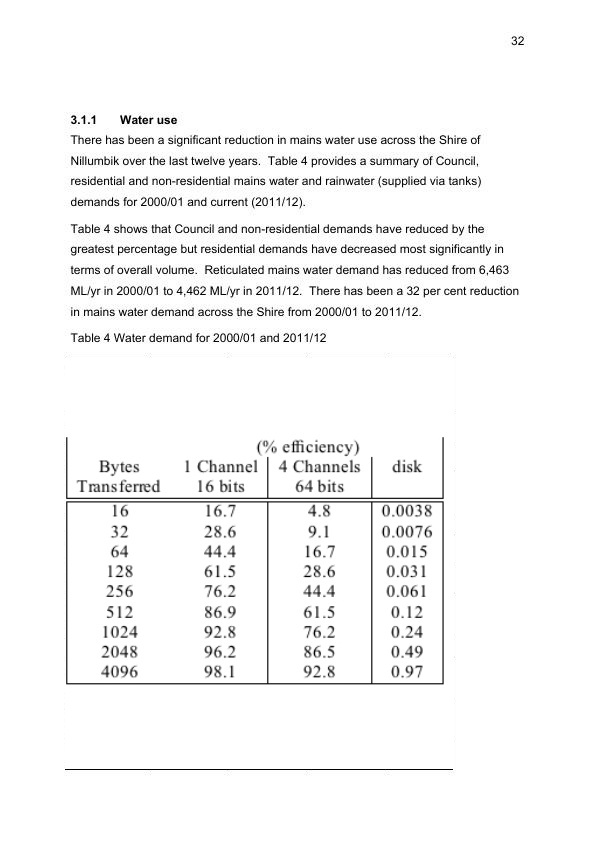 32
3.1.1 Water use
There has been a significant reduction in mains water use across the Shire of
Nillumbik over the last twelve years. Table 4 provides a summary of Council,
residential and non-residential mains water and rainwater (supplied via tanks)
demands for 2000/01 and current (2011/12).
Table 4 shows that Council and non-residential demands have reduced by the
greatest percentage but residential demands have decreased most significantly in
terms of overall volume. Reticulated mains water demand has reduced from 6,463
ML/yr in 2000/01 to 4,462 ML/yr in 2011/12. There has been a 32 per cent reduction
in mains water demand across the Shire from 2000/01 to 2011/12.
Table 4 Water demand for 2000/01 and 2011/12
(% efficiency)
Bytes 1 Channel 4 Channels disk
Transferred 16 bits 64 bits
16 16.7 4.8 0.0038
32 28.6 9.1 0.0076
64 44.4 16.7 0.015
128 61.5 28.6 0.031
256 76.2 44.4 0.061
512 86.9 61.5 0.12
1024 92.8 76.2 0.24
2048 96.2 86.5 0.49
4096 98.1 92.8 0.97